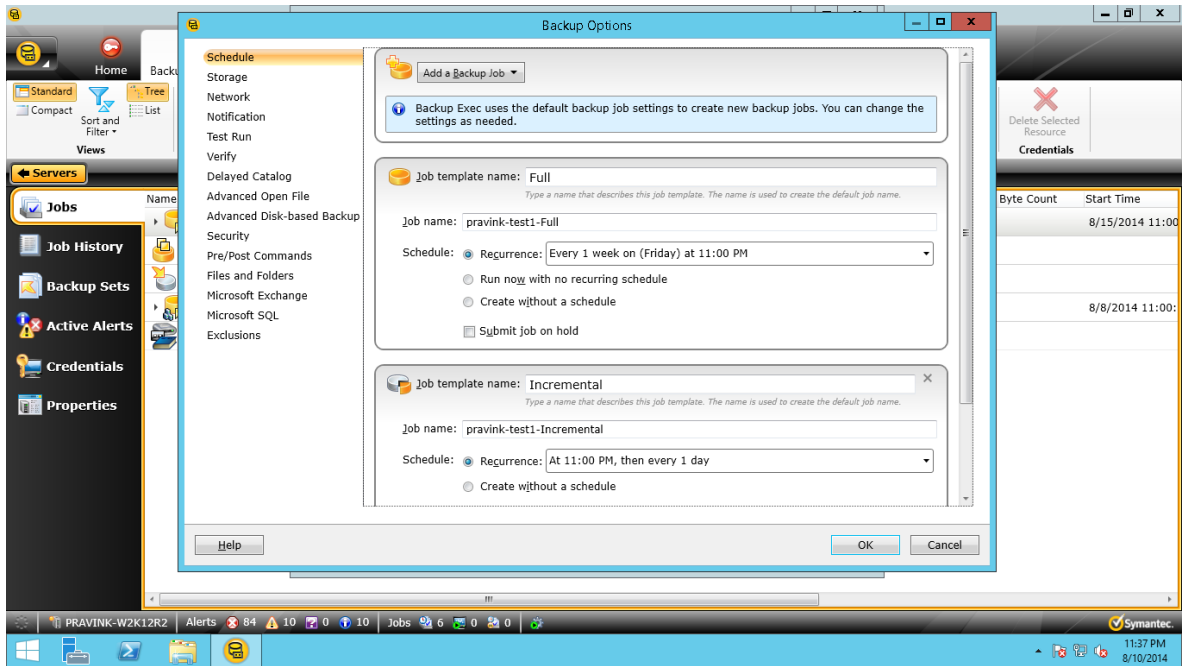 Backup Options
Home
Backu
Standard
Compact
Sort and
Filter
Tree
List
Views
Delete Selected
Resource
Credentials
Servers
Jobs
Job History
Backup Sets
Active Alerts
Credentials
Properties
Name
Byte Count
Start Time
8/15/2014 11:00
8/8/2014 11:00:
Schedule
Storage
Network
Notification
Test Run
Verify
Delayed Catalog
Advanced Open File
Advanced Disk-based Backup
Security
Pre/Post Commands
Files and Folders
Microsoft Exchange
Microsoft SQL
Exclusions
Add a Backup Job
Backup Exec uses the default backup job settings to create new backup jobs. You can change the
settings as needed.
Job template name: Full
Type a name that describes this job template. The name is used to create the default job name.
Job name: pravink-test1-Full
Schedule: Recurrence: Every 1 week on (Friday) at 11:00 PM
Run now with no recurring schedule
Create without a schedule
Submit job on hold
Job template name: Incremental
Type a name that describes this job template. The name is used to create the default job name.
Job name: pravink-test1-Incremental
Schedule: Recurrence: At 11:00 PM, then every 1 day
Create without a schedule
Help
OK
Cancel
PRAVINK-W2K12R2 Alerts 84 10 0 10 Jobs 6 0 0
Symantec.
11:37 PM
8/10/2014